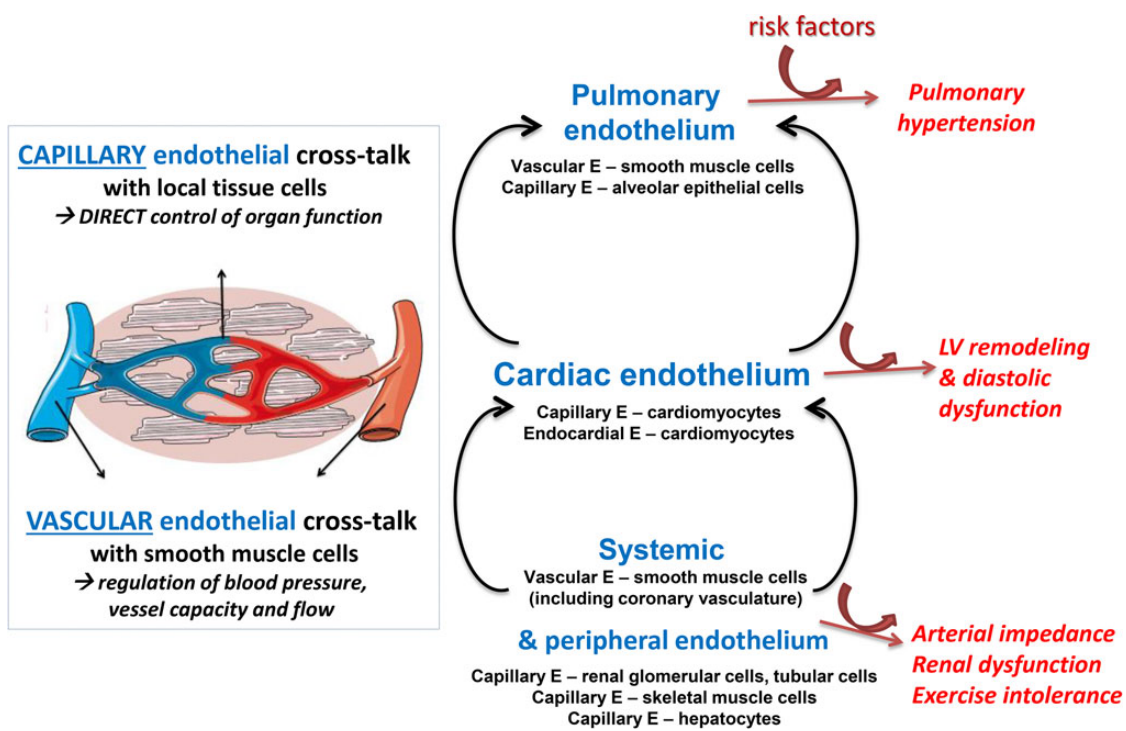 CAPILLARY endothelial cross-talk
with local tissue cells
→ DIRECT control of organ function
VASCULAR endothelial cross-talk
with smooth muscle cells
→ regulation of blood pressure,
vessel capacity and flow
risk factors
Pulmonary
endothelium
Vascular E – smooth muscle cells
Capillary E – alveolar epithelial cells
Pulmonary
hypertension
Cardiac endothelium
Capillary E – cardiomyocytes
Endocardial E – cardiomyocytes
LV remodeling
& diastolic
dysfunction
Systemic
Vascular E – smooth muscle cells
(including coronary vasculature)
& peripheral endothelium
Capillary E – renal glomerular cells, tubular cells
Capillary E – skeletal muscle cells
Capillary E – hepatocytes
Arterial impedance
Renal dysfunction
Exercise intolerance